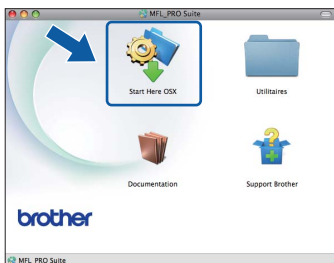 MFL_PRO Suite
Start Here OSX
Utilitaires
Documentation
Support Brother
brother
MFL_PRO Suite